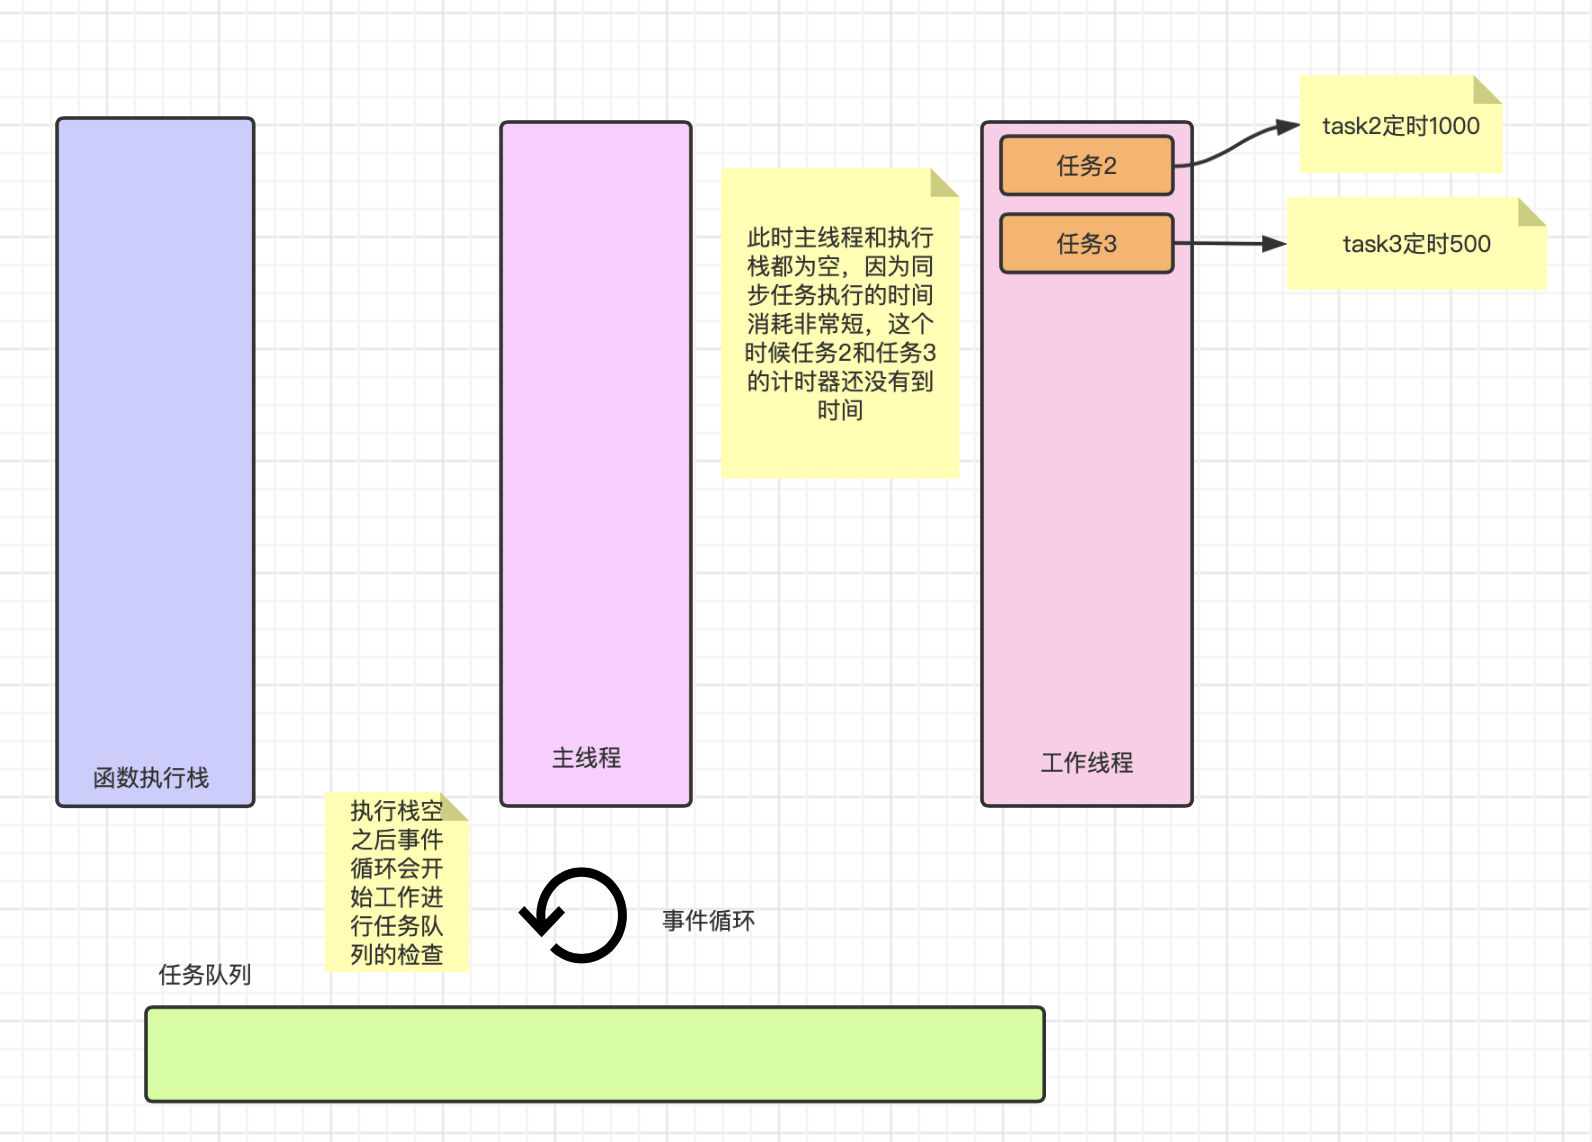 任务2
task2定时1000
任务3
task3定时500
此时主线程和执行
栈都为空，因为同
步任务执行的时间
消耗非常短，这个
时候任务2和任务3
的计时器还没有到
时间
函数执行栈
主线程
工作线程
执行栈空
之后事件
循环会开
始工作进
行任务队
列的检查
事件循环
任务队列